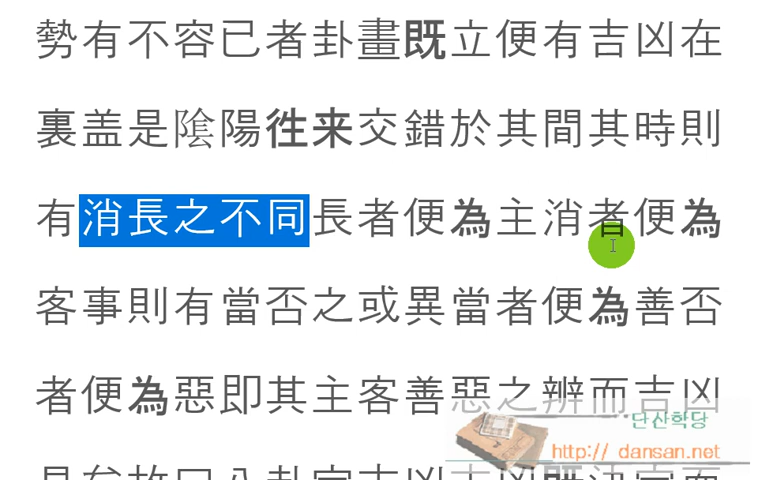 勢有不容已者卦畫既立便有吉凶在
裏盖是隂陽徃来交錯於其間其時則
有消長之不同長者便為主消者便為
客事則有當否之或異當者便為善否
者便為惡即其主客善惡之辨而吉凶
단산학당
http:// dansan.net